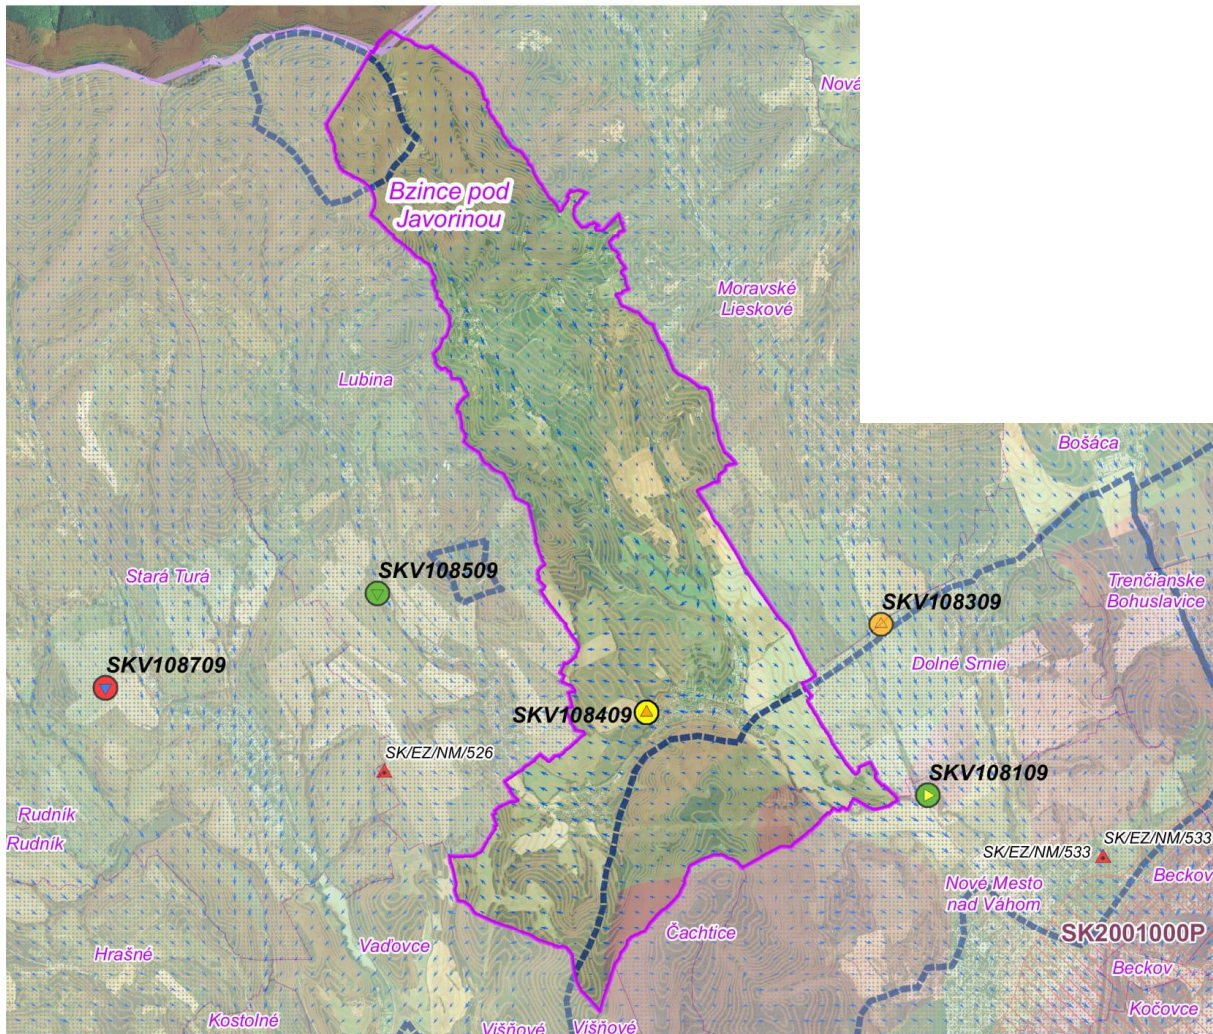 Nová
Bzince pod
Javorinou
Moravské
Lieskové
Lubina
Bošáca
SKV108509
Stará Turá
Trenčianske
Bohuslavice
SKV108309
SKV108709
Dolné Srnie
SKV108409
SK/EZ/NM/526
SKV108109
Rudník
Rudník
SK/EZ/NM/533
SK/EZ/NM/533
Beckov
Nové Mesto
nad Váhom
SK2001000P
Čachtice
Hrašné
Vaďovce
Beckov
Kočovce
Kostolné
Višňové
Višňové